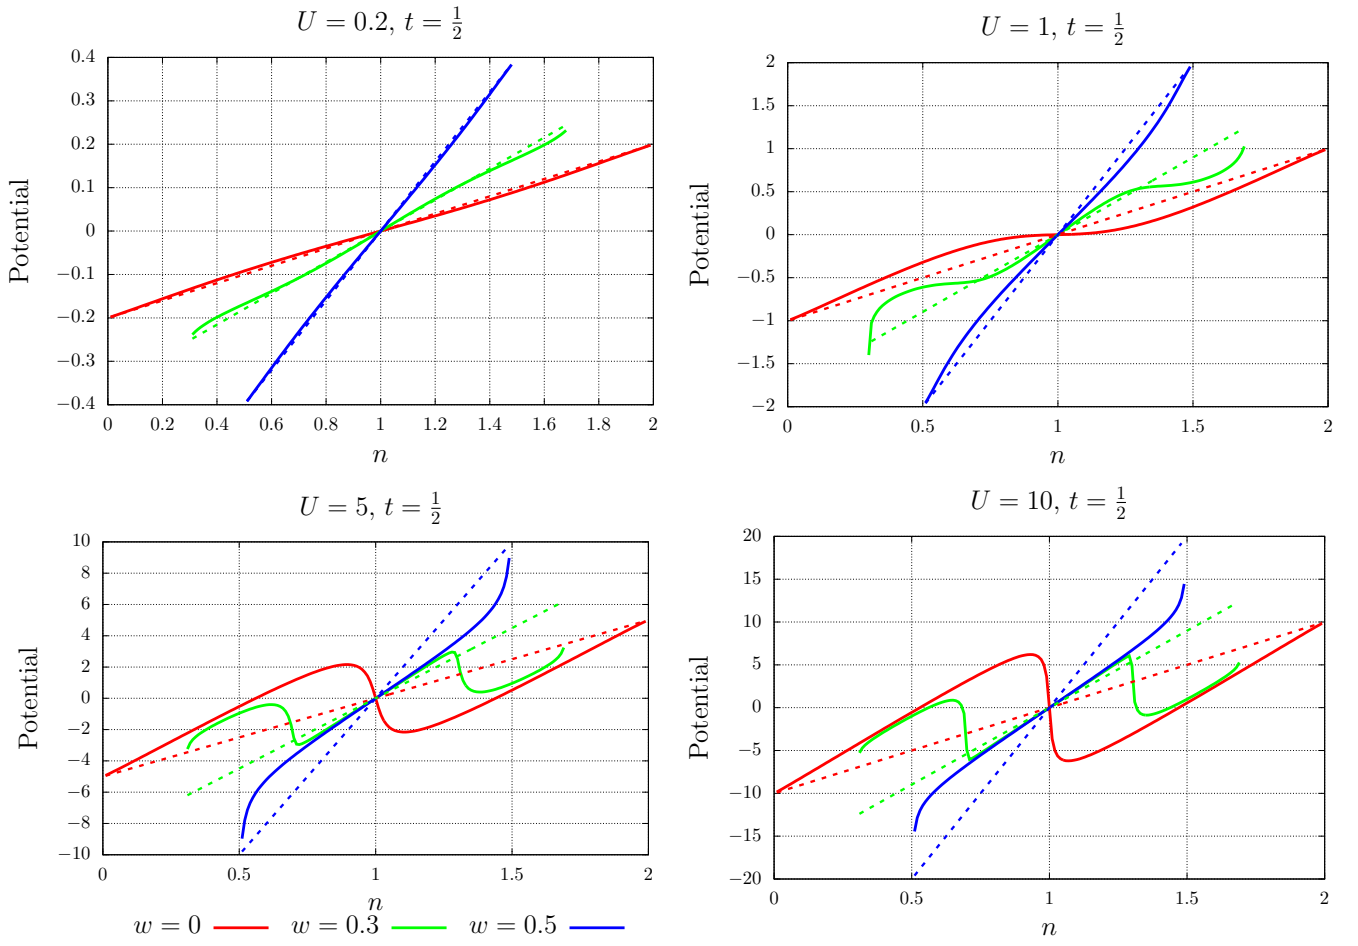 U = 0.2, t = 1/2
0.4
0.3
0.2
0.1
0
−0.1
−0.2
−0.3
−0.4
Potential
0 0.2 0.4 0.6 0.8 1 1.2 1.4 1.6 1.8 2
n
U = 1, t = 1/2
2
1.5
1
0.5
0
−0.5
−1
−1.5
−2
Potential
0 0.5 1 1.5 2
n
U = 5, t = 1/2
10
8
6
4
2
0
−2
−4
−6
−8
−10
Potential
0 0.5 1 1.5 2
n
U = 10, t = 1/2
20
15
10
5
0
−5
−10
−15
−20
Potential
0 0.5 1 1.5 2
n
w = 0 w = 0.3 w = 0.5